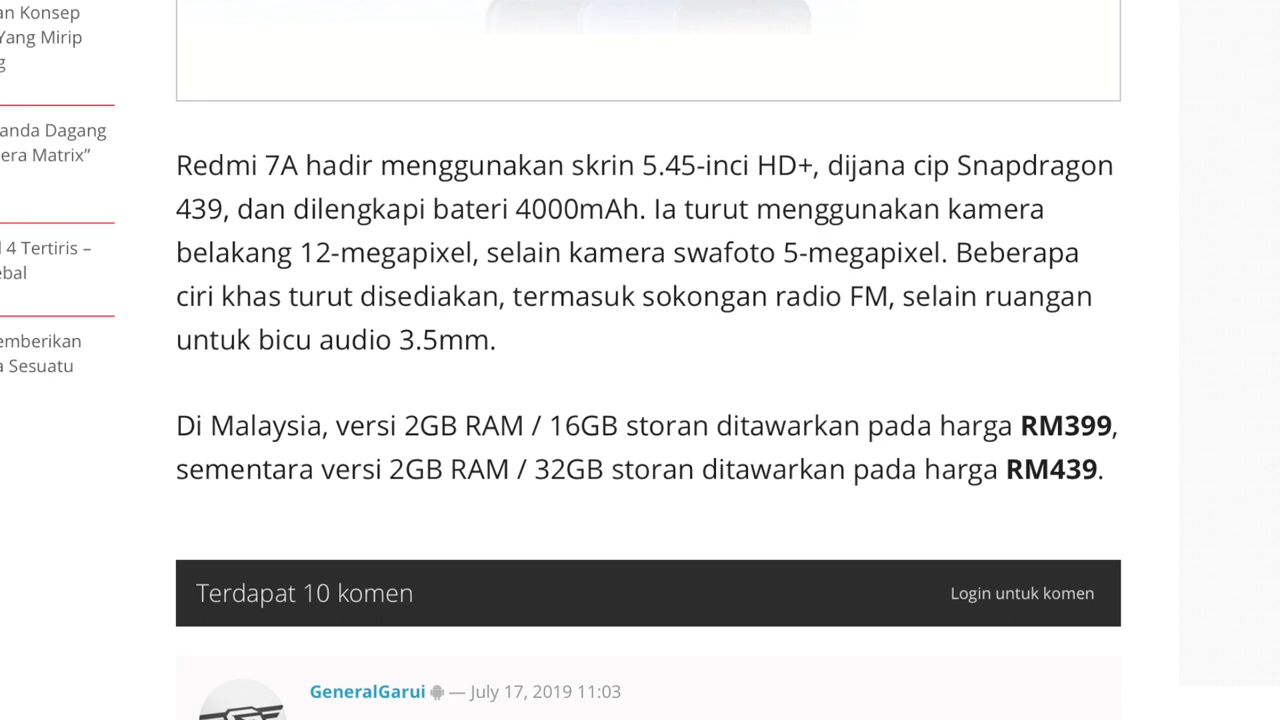 an Konsep
Yang Mirip
g
anda Dagang
era Matrix”
l 4 Tertiris –
ebal
emberikan
a Sesuatu
Redmi 7A hadir menggunakan skrin 5.45-inci HD+, dijana cip Snapdragon
439, dan dilengkapi bateri 4000mAh. Ia turut menggunakan kamera
belakang 12-megapixel, selain kamera swafoto 5-megapixel. Beberapa
ciri khas turut disediakan, termasuk sokongan radio FM, selain ruangan
untuk bicu audio 3.5mm.
Di Malaysia, versi 2GB RAM / 16GB storan ditawarkan pada harga RM399,
sementara versi 2GB RAM / 32GB storan ditawarkan pada harga RM439.
Terdapat 10 komen
Login untuk komen
GeneralGarui — July 17, 2019 11:03